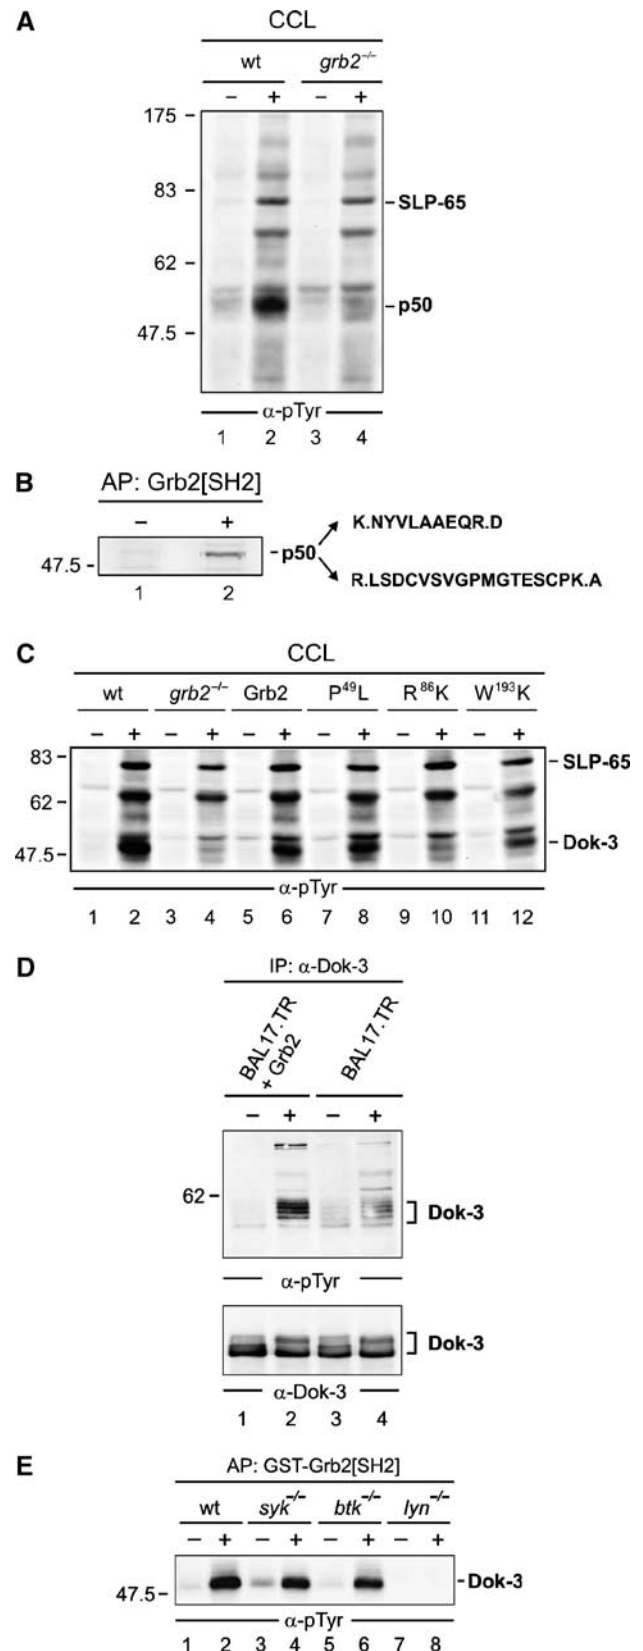 A
CCL
wt grb2−/−
− + − +
175
83
62
47.5
SLP-65
p50
α-pTyr
1 2 3 4
B
AP: Grb2[SH2]
− +
47.5
p50
K.NYVLAAEQR.D
R.LSDCVSVGPMGTESCPK.A
1 2
C
CCL
wt grb2−/− Grb2 P49L R86K W193K
− + − + − + − + − + − +
83
62
47.5
SLP-65
Dok-3
α-pTyr
1 2 3 4 5 6 7 8 9 10 11 12
D
IP: α-Dok-3
BAL17.TR
+ Grb2
BAL17.TR
− + − +
62
Dok-3
α-pTyr
Dok-3
α-Dok-3
1 2 3 4
E
AP: GST-Grb2[SH2]
wt syk−/− btk−/− lyn−/−
− + − + − + − +
47.5
Dok-3
α-pTyr
1 2 3 4 5 6 7 8